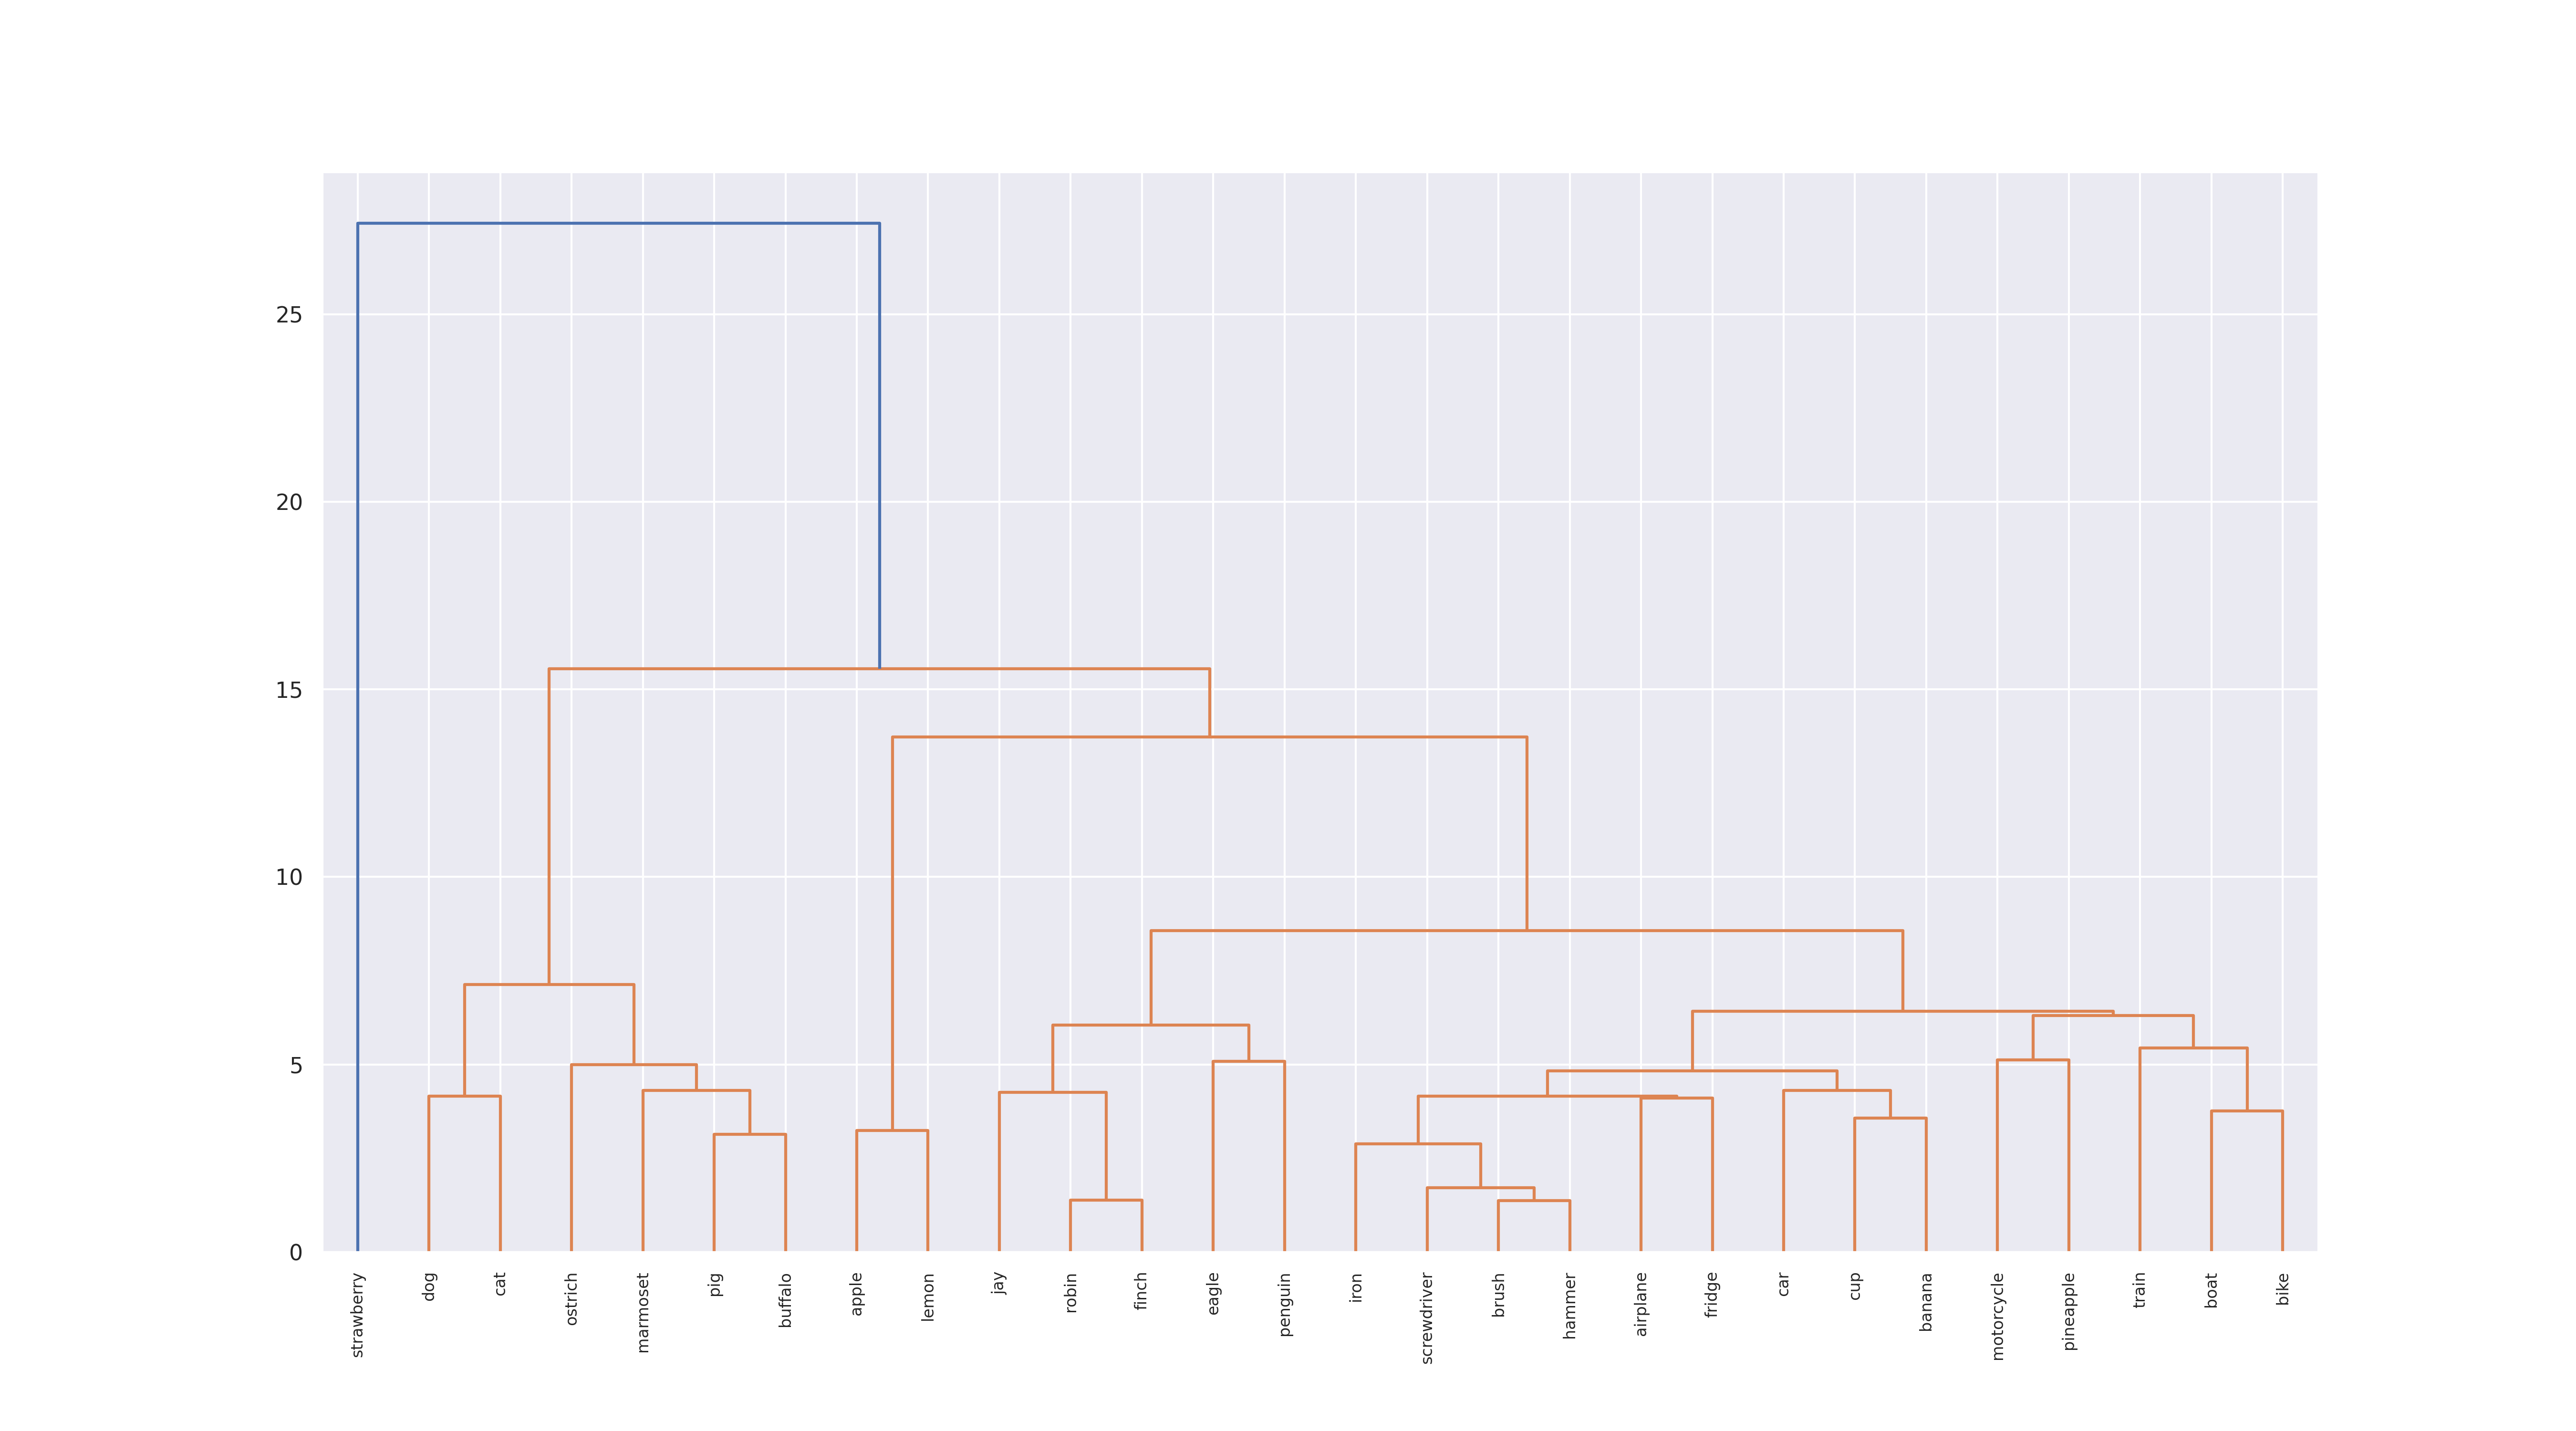 25
20
15
10
5
0
strawberry
dog
cat
ostrich
marmoset
pig
buffalo
apple
lemon
jay
robin
finch
eagle
penguin
iron
screwdriver
brush
hammer
airplane
fridge
car
cup
banana
motorcycle
pineapple
train
boat
bike